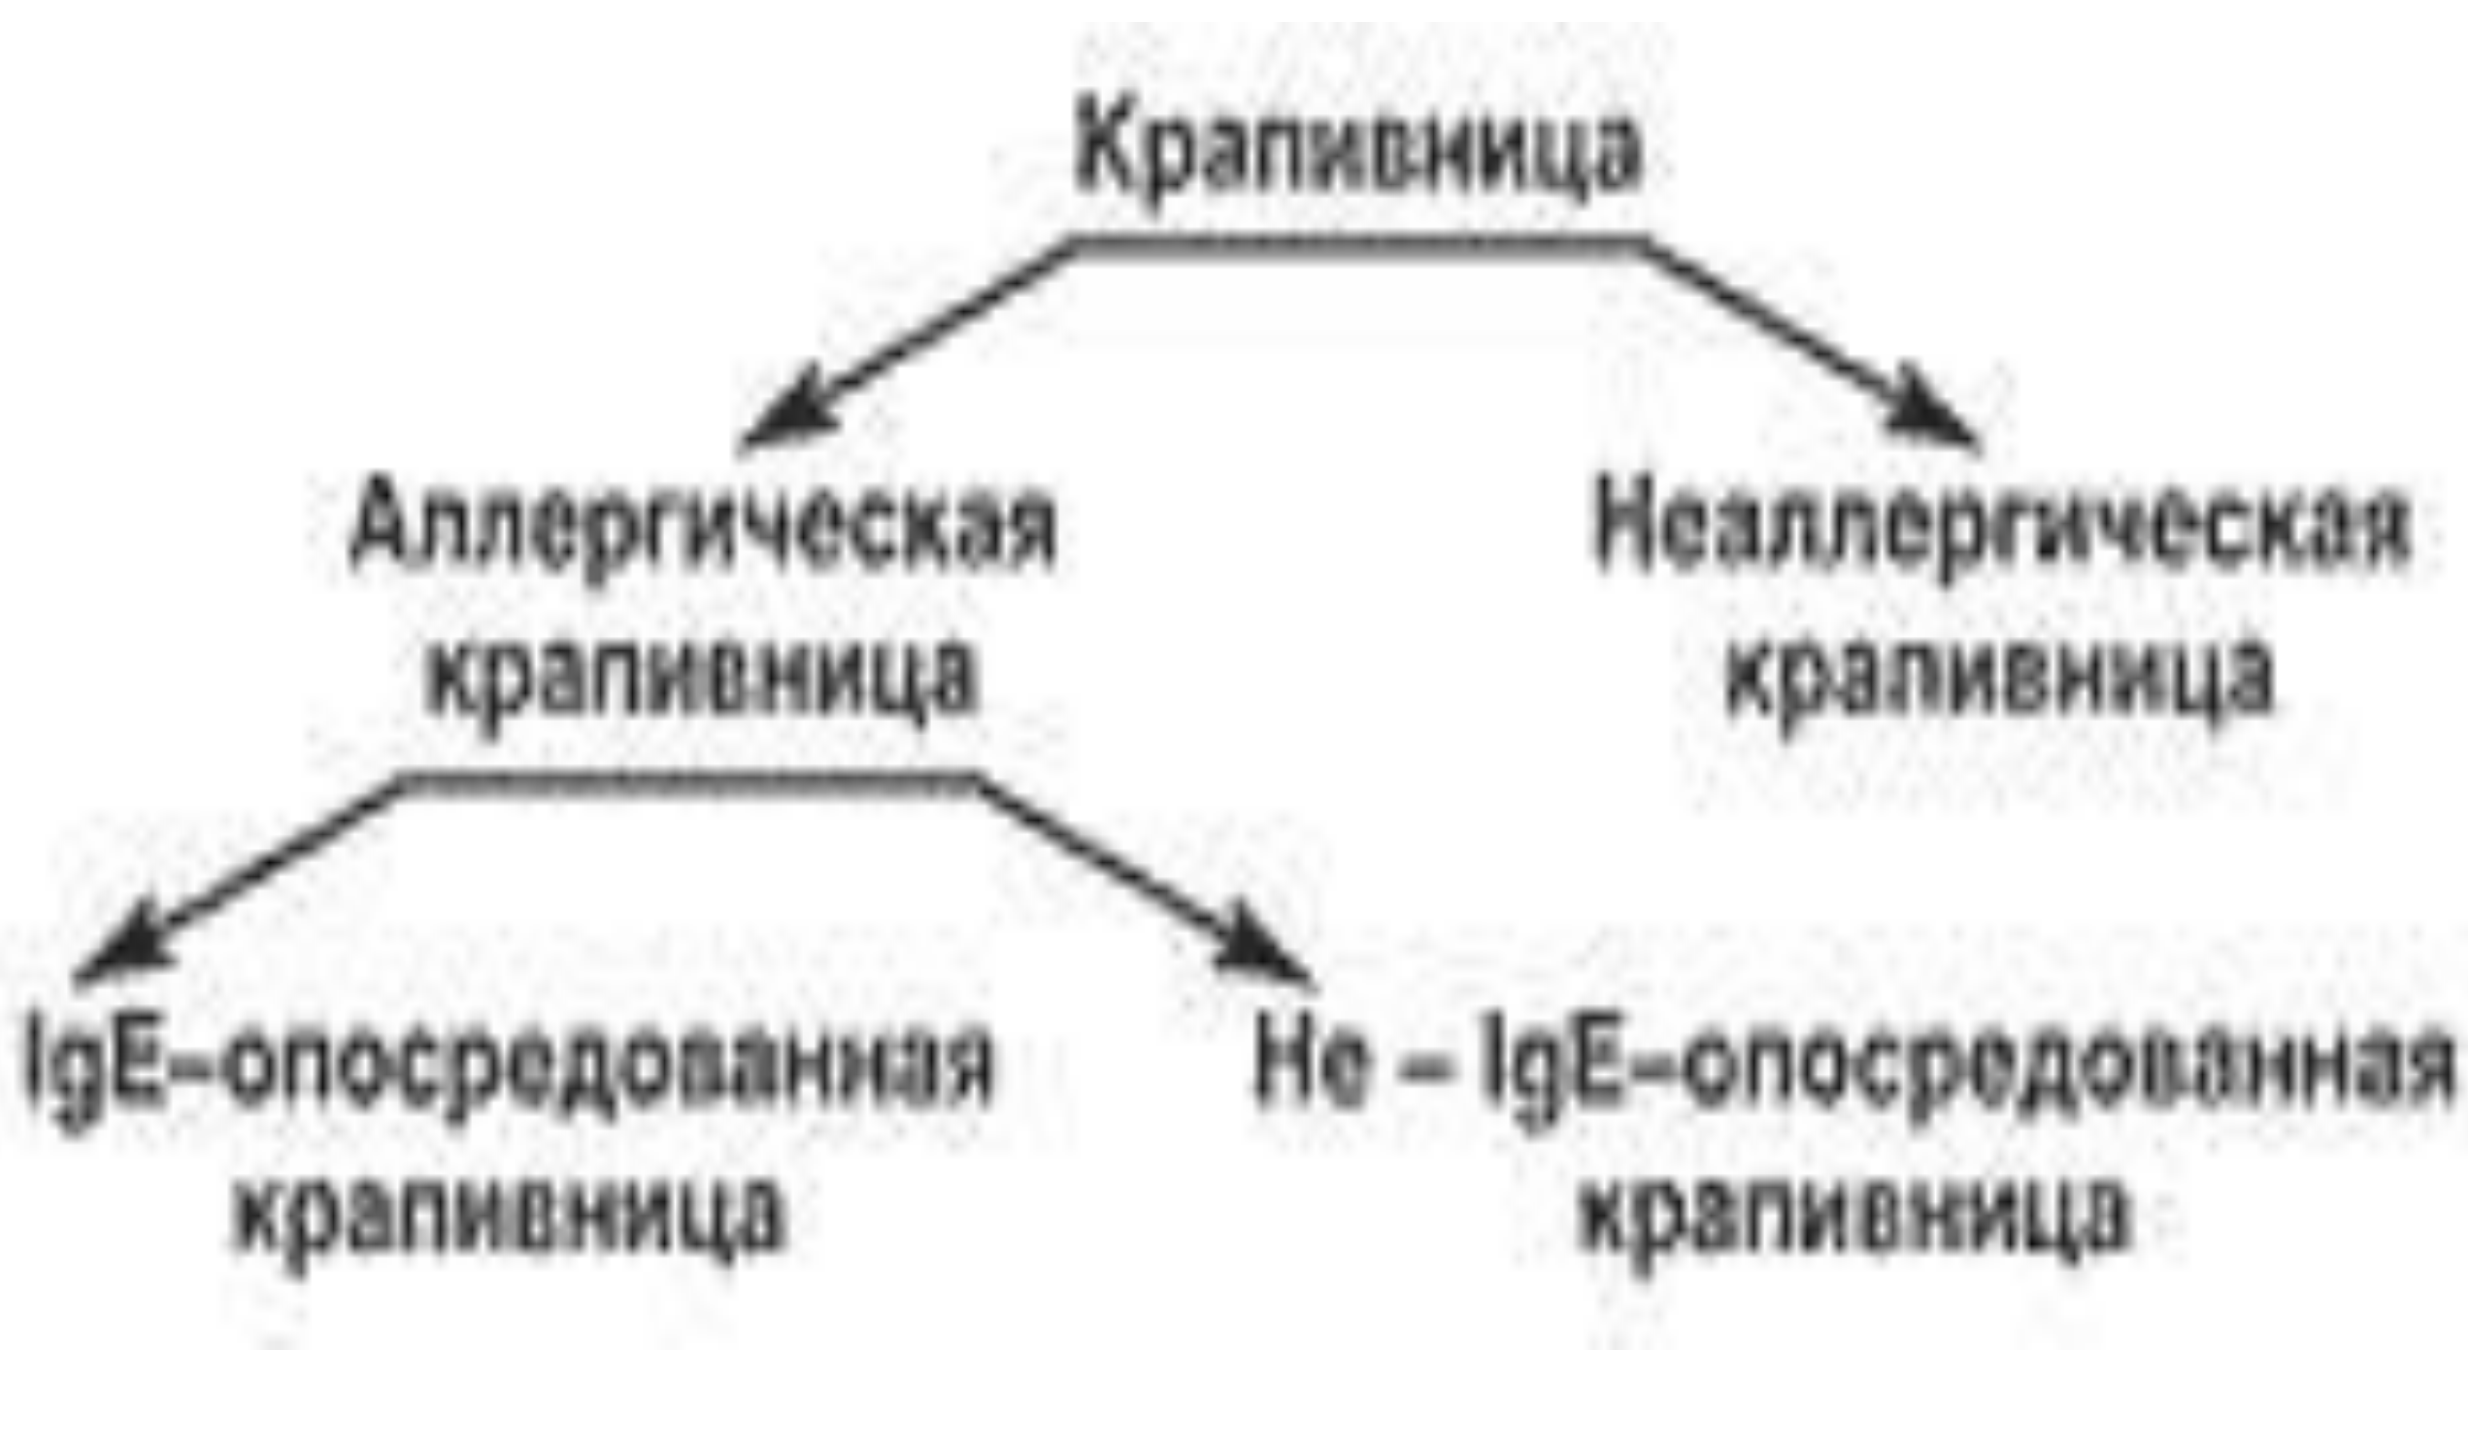 Крапивница
Аллергическая
крапивница
Неаллергическая
крапивница
IgE–опосредованная
крапивница
Не – IgE–опосредованная
крапивница